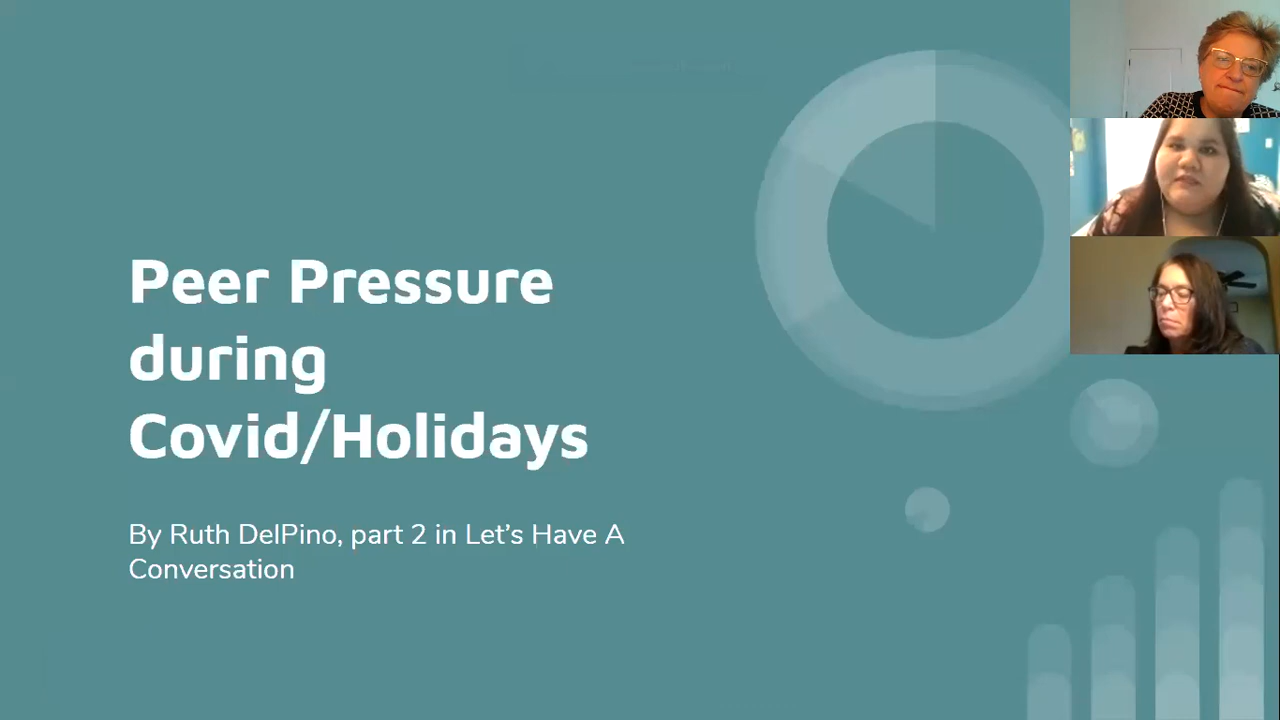 Peer Pressure
during
Covid/Holidays
By Ruth DelPino, part 2 in Let’s Have A
Conversation